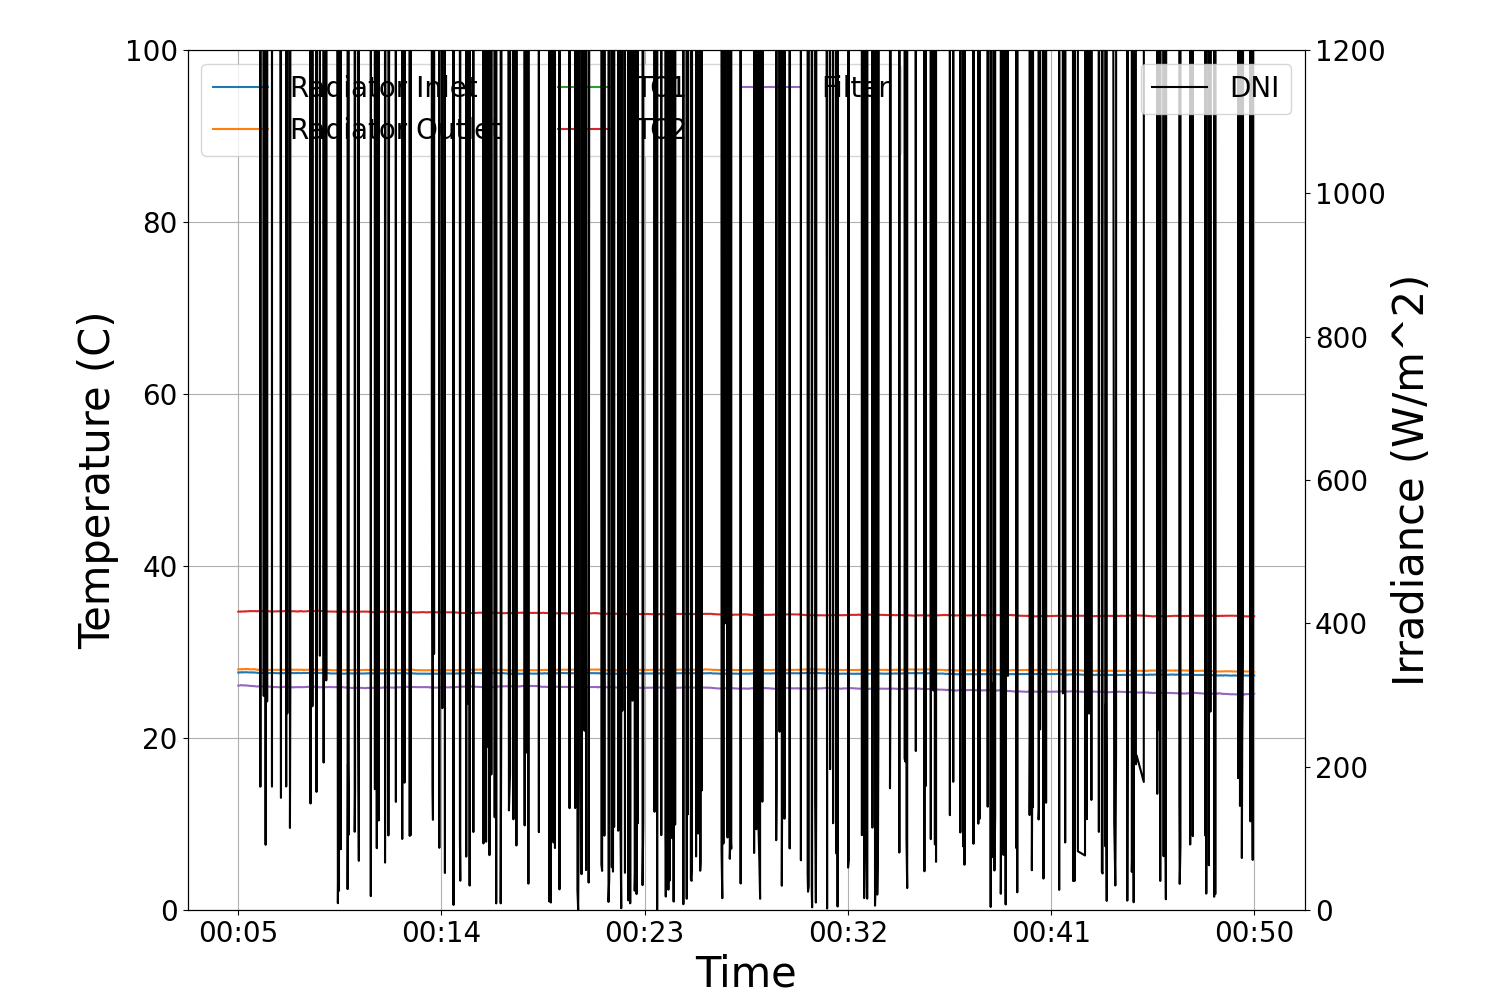 100
80
60
40
20
0
Temperature (C)
Radiator Inlet
Radiator Outlet
TC1
TC2
Filter
DNI
1200
1000
800
600
400
200
0
Irradiance (W/m^2)
00:05 00:14 00:23 00:32 00:41 00:50
Time